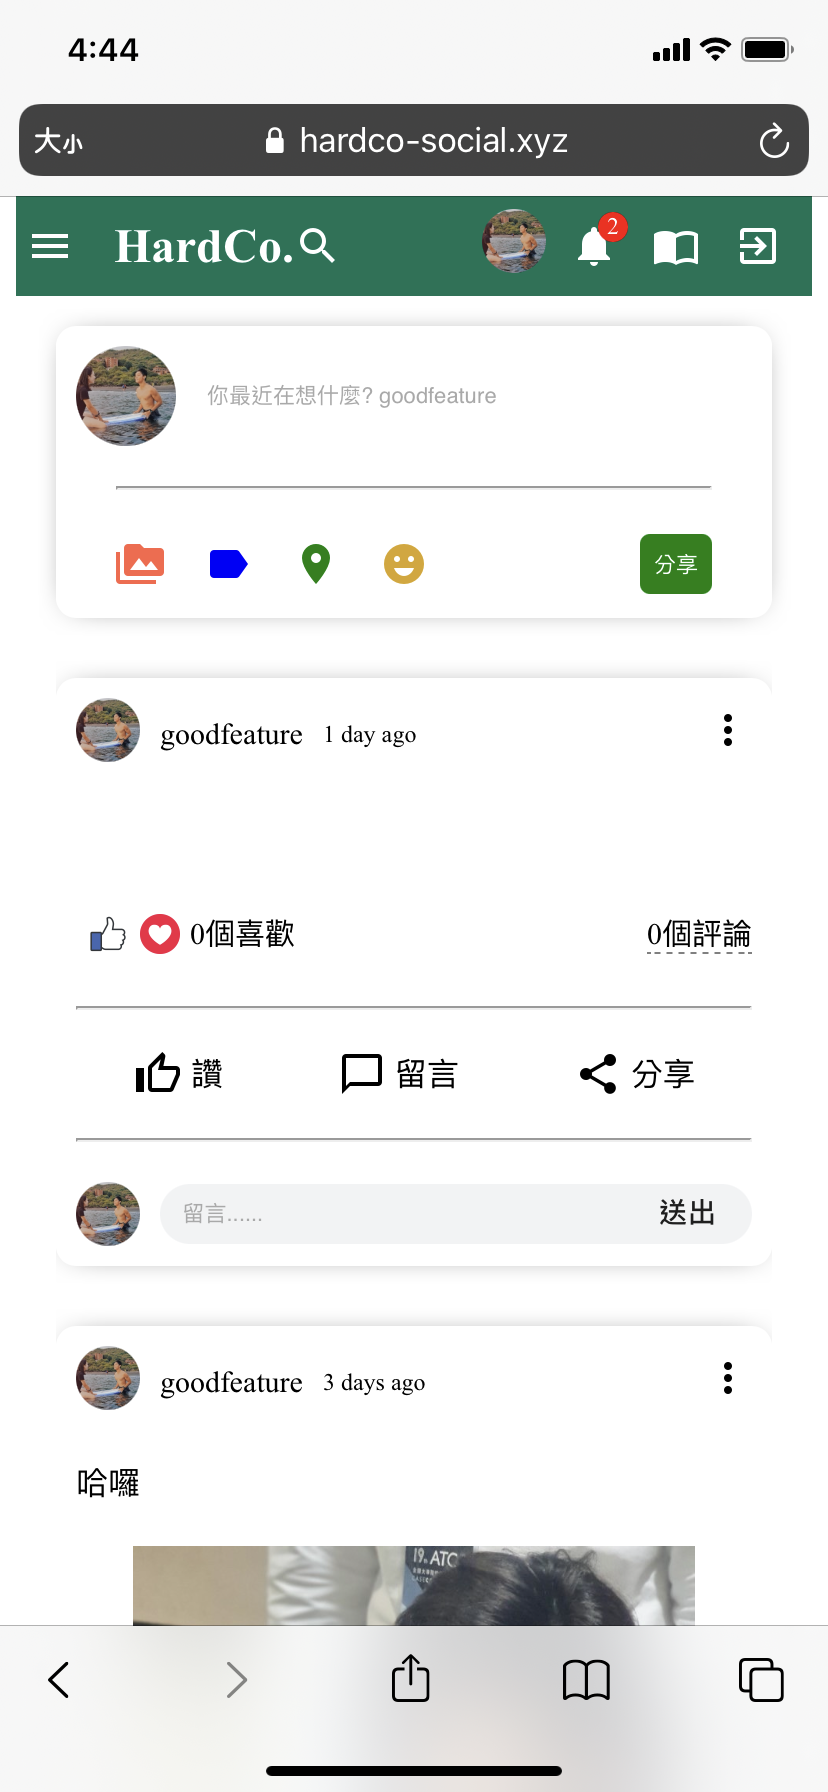 4:44
大小 hardco-social.xyz
HardCo. 2
你最近在想什麼? goodfeature
分享
goodfeature 1 day ago
0個喜歡 0個評論
讚 留言 分享
留言...... 送出
goodfeature 3 days ago
哈囉
19. ATC